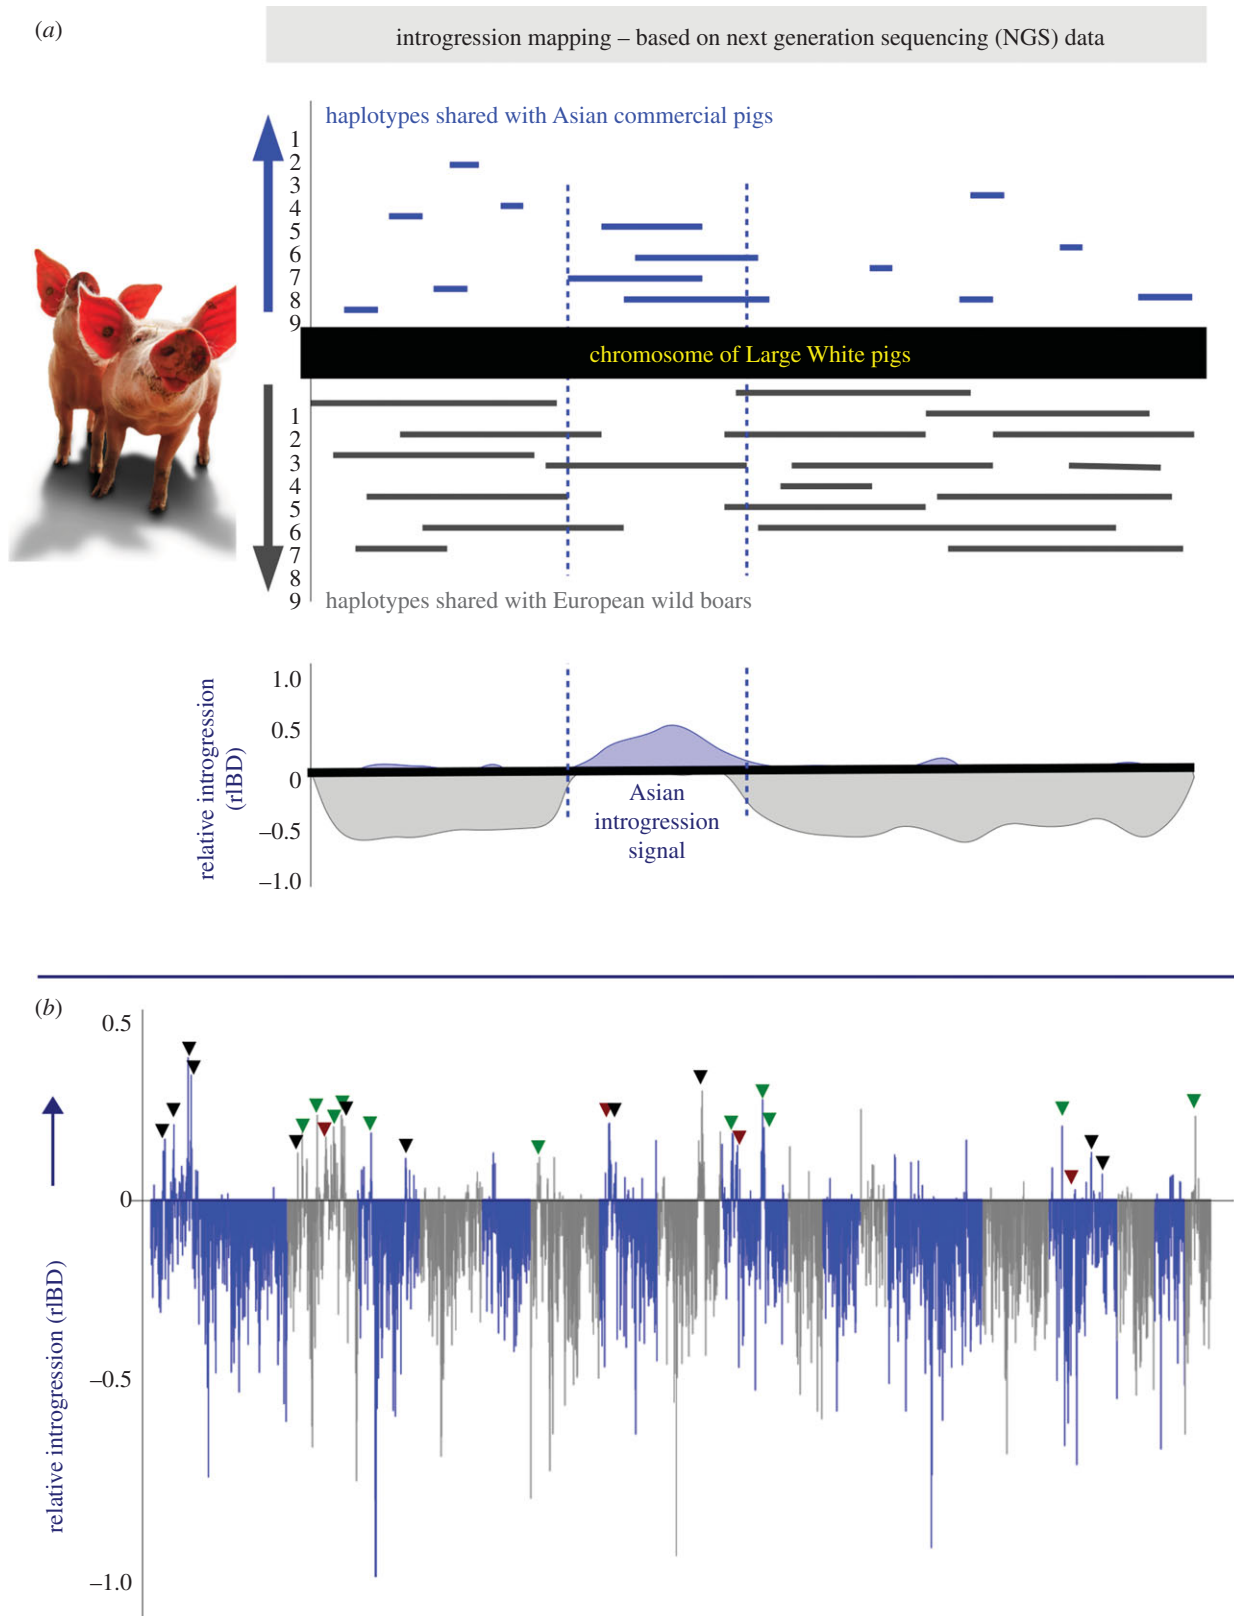 (a)
introgression mapping – based on next generation sequencing (NGS) data
haplotypes shared with Asian commercial pigs
1
2
3
4
5
6
7
8
9
chromosome of Large White pigs
1
2
3
4
5
6
7
8
9
haplotypes shared with European wild boars
relative introgression
(rIBD)
1.0
0.5
0
–0.5
–1.0
Asian
introgression
signal
(b)
0.5
0
–0.5
–1.0
relative introgression (rIBD)